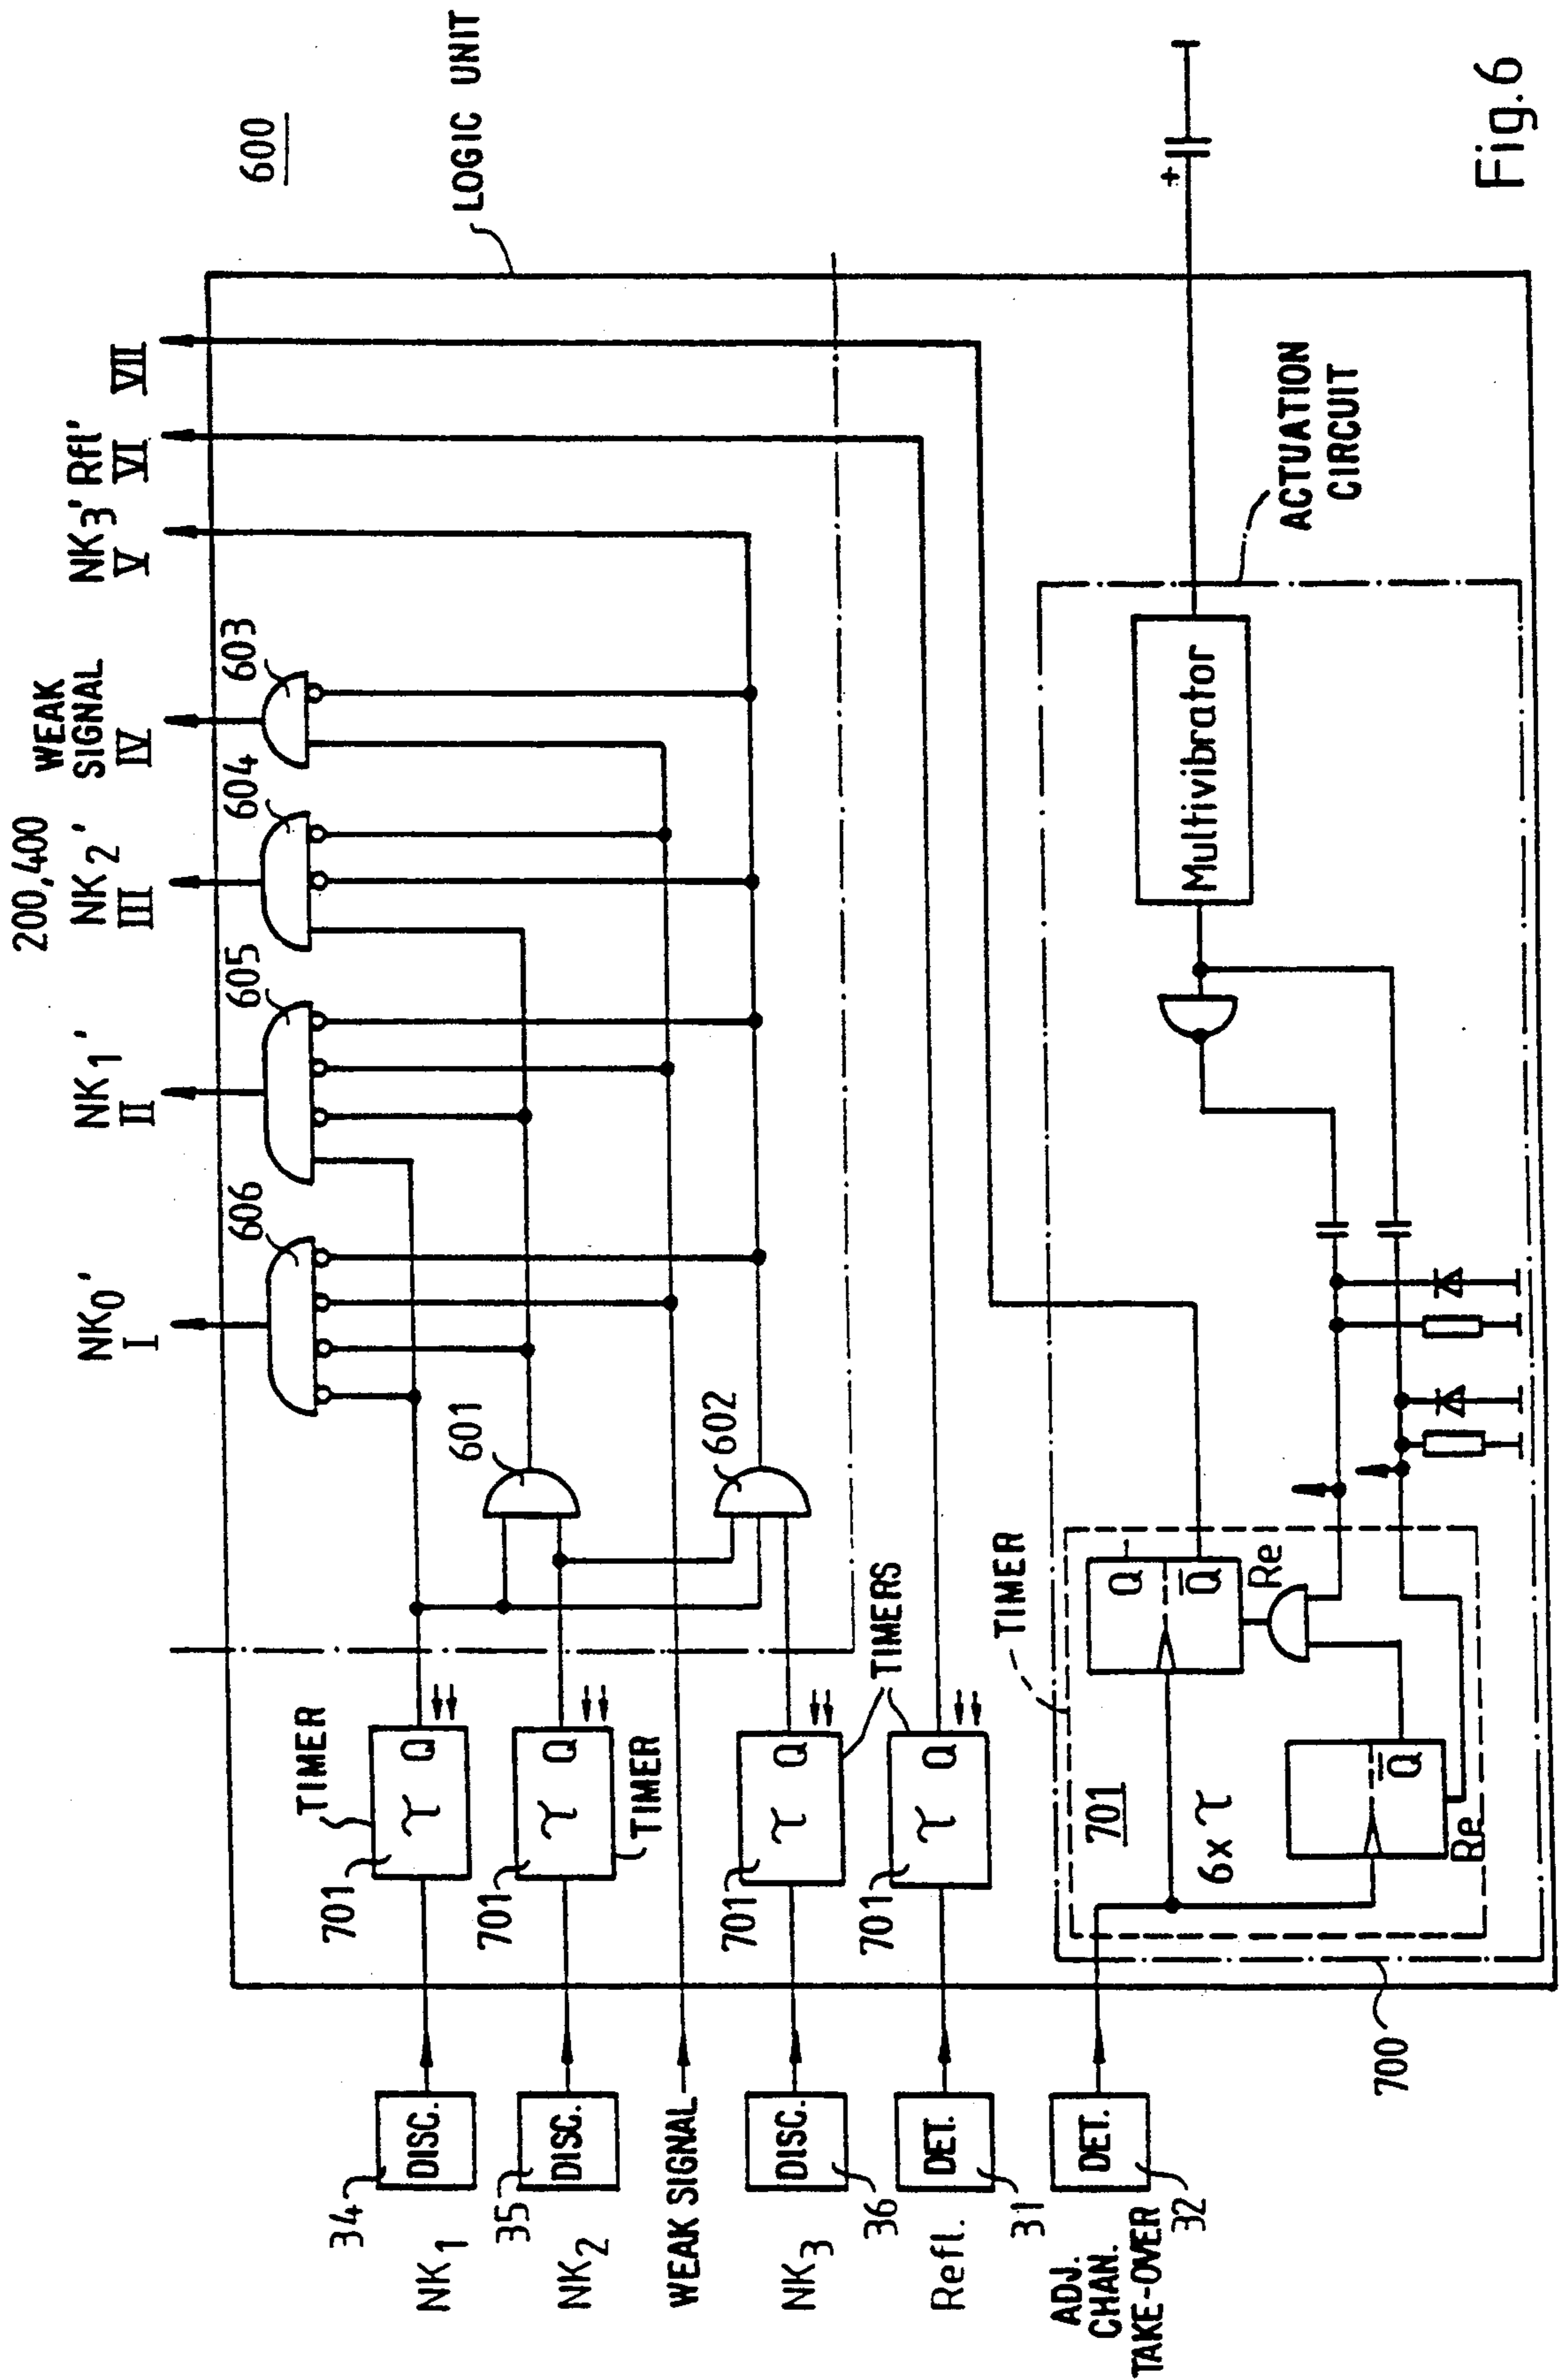 600
LOGIC UNIT
200,400
NK0'
I
NK1'
II
NK2'
III
WEAK
SIGNAL
IV
NK3'
V
Rfl'
VI
VII
606
605
604
603
601
602
34
DISC.
NK1
701
TIMER
τ
Q
35
DISC.
NK2
701
τ
Q
TIMER
WEAK SIGNAL
36
DISC.
NK3
701
τ
Q
TIMERS
31
DET.
Refl.
701
τ
Q
32
DET.
ADJ.
CHAN.
TAKE-OVER
700
TIMER
701
6xτ
Q
Q̅
Re
Q̅
Re
Multivibrator
ACTUATION
CIRCUIT
+
Fig.6